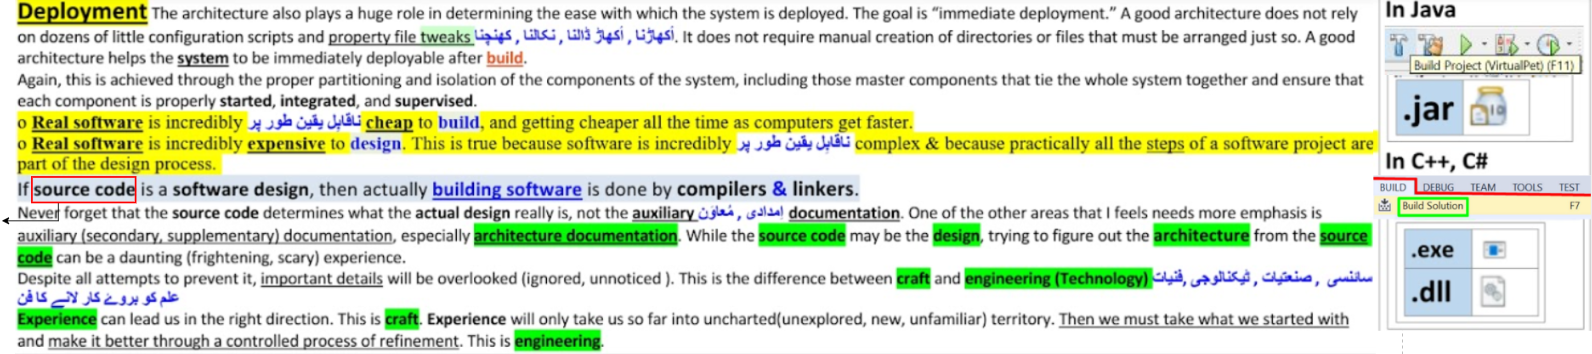 Deployment The architecture also plays a huge role in determining the ease with which the system is deployed. The goal is “immediate deployment.” A good architecture does not rely
on dozens of little configuration scripts and property file tweaks اُکھاڑنا , اُکھاڑ ڈالنا , نکالنا , کھنچنا. It does not require manual creation of directories or files that must be arranged just so. A good
architecture helps the system to be immediately deployable after build.
Again, this is achieved through the proper partitioning and isolation of the components of the system, including those master components that tie the whole system together and ensure that
each component is properly started, integrated, and supervised.
o Real software is incredibly ناقابل یقین طور پر cheap to build, and getting cheaper all the time as computers get faster.
o Real software is incredibly expensive to design. This is true because software is incredibly ناقابل یقین طور پر complex & because practically all the steps of a software project are
part of the design process.
If source code is a software design, then actually building software is done by compilers & linkers.
Never forget that the source code determines what the actual design really is, not the auxiliary اِمدادی , مُعاوَن documentation. One of the other areas that I feels needs more emphasis is
auxiliary (secondary, supplementary) documentation, especially architecture documentation. While the source code may be the design, trying to figure out the architecture from the source
code can be a daunting (frightening, scary) experience.
Despite all attempts to prevent it, important details will be overlooked (ignored, unnoticed ). This is the difference between craft and engineering (Technology) سائنسی , صنعتیات , ٹیکنالوجی ,فنیات
علم کو بروۓ کار لانے کا فن
Experience can lead us in the right direction. This is craft. Experience will only take us so far into uncharted(unexplored, new, unfamiliar) territory. Then we must take what we started with
and make it better through a controlled process of refinement. This is engineering.
In Java
Build Project (VirtualPet) (F11)
.jar
In C++, C#
BUILD DEBUG TEAM TOOLS TEST
Build Solution F7
.exe
.dll